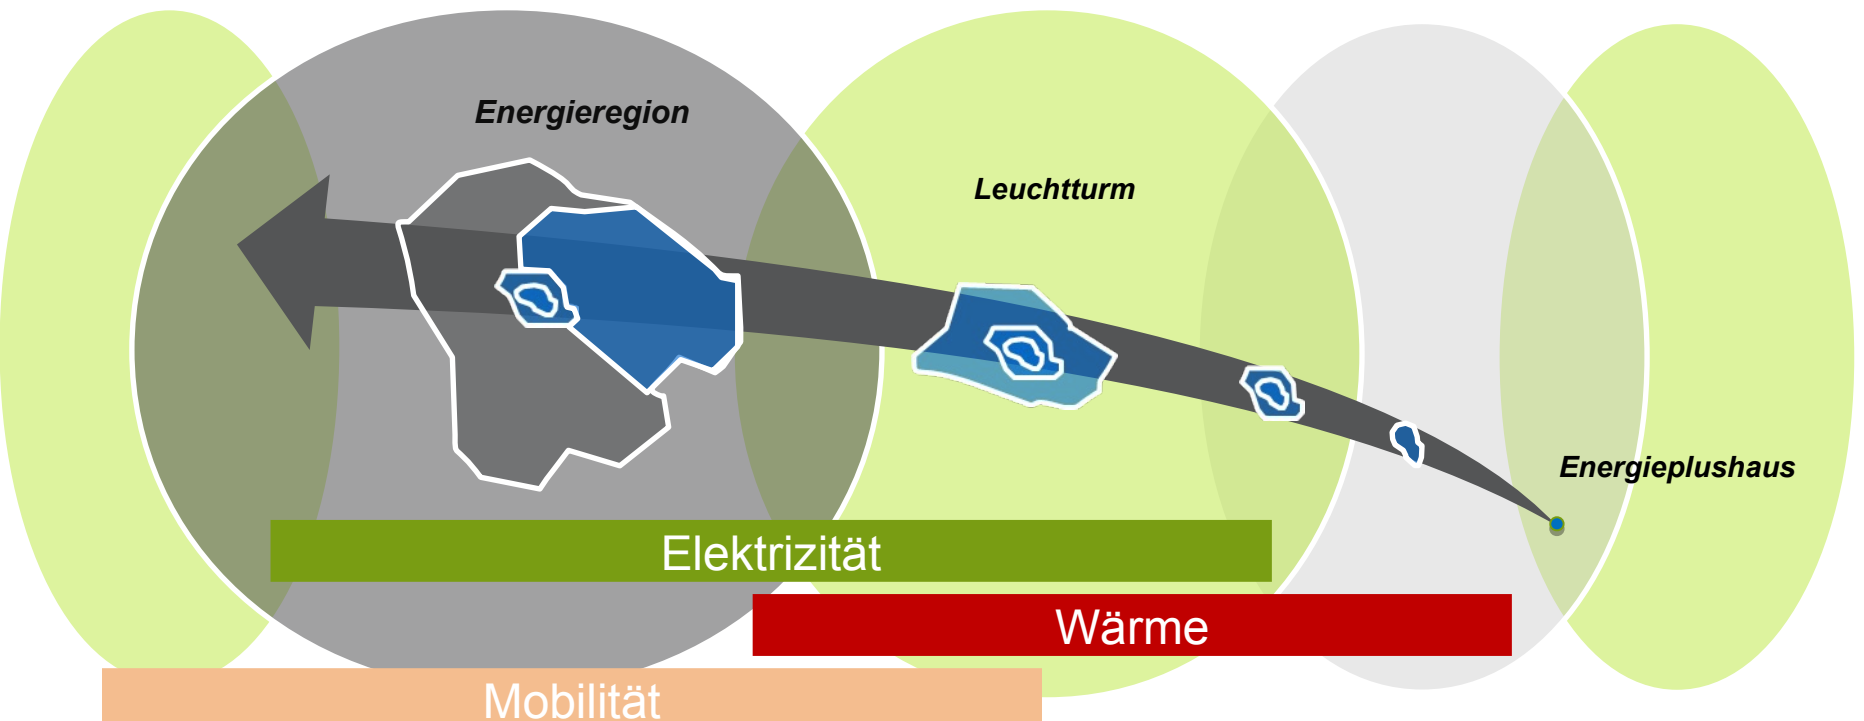 Energieregion
Leuchtturm
Energieplushaus
Elektrizität
Wärme
Mobilität